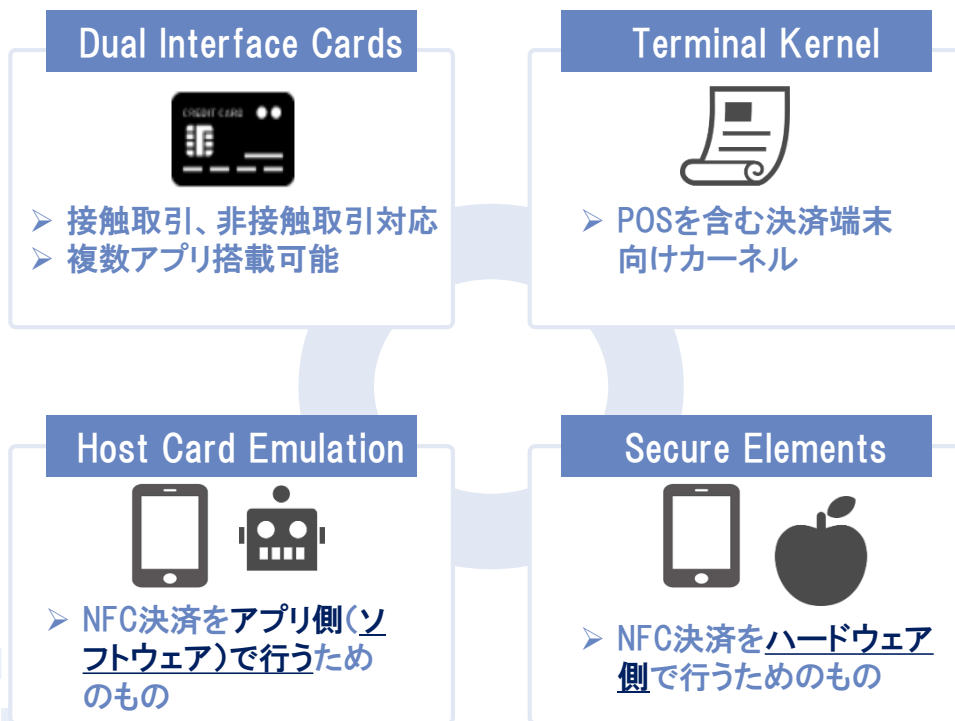 Dual Interface Cards
CREDIT CARD
➢ 接触取引、非接触取引対応
➢ 複数アプリ搭載可能
Terminal Kernel
➢ POSを含む決済端末
向けカーネル
Host Card Emulation
➢ NFC決済をアプリ側(ソ
フトウェア)で行うため
のもの
Secure Elements
➢ NFC決済をハードウェア
側で行うためのもの